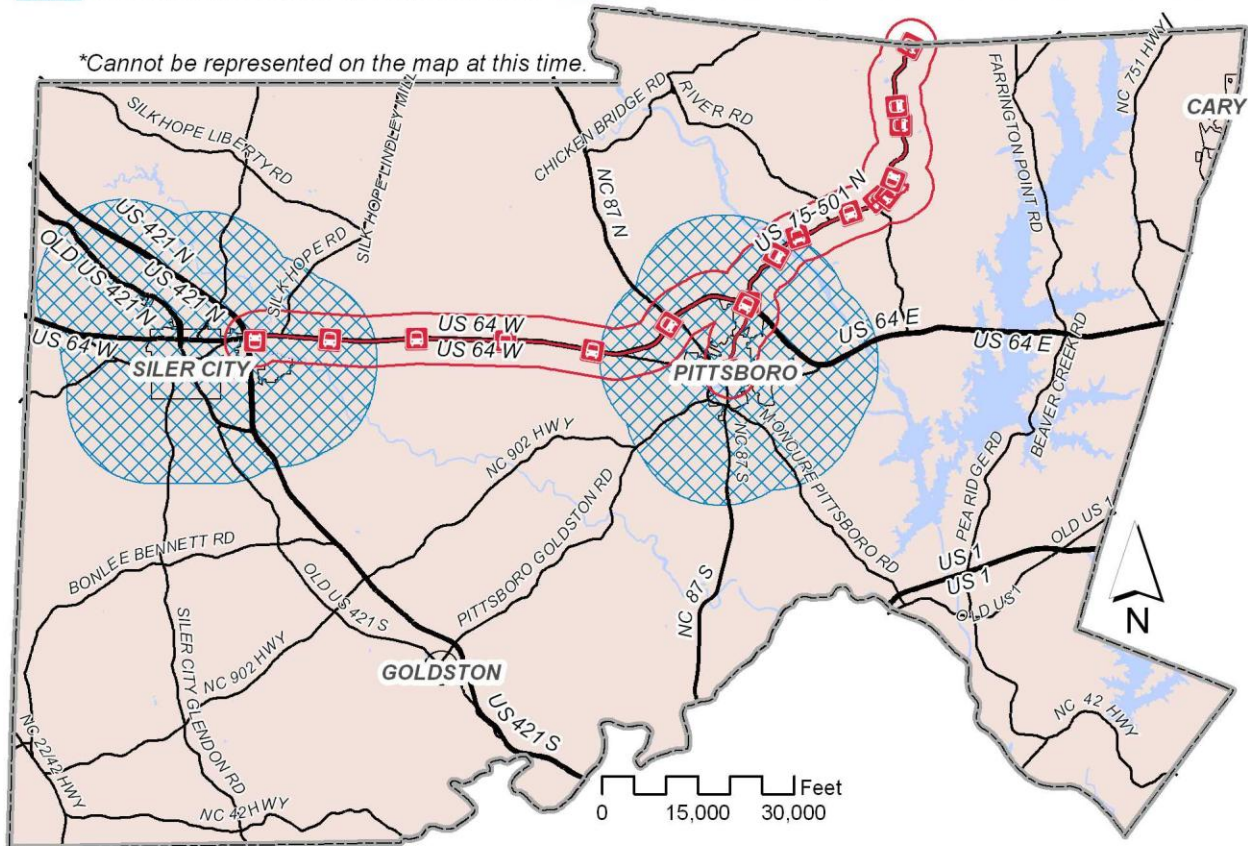 *Cannot be represented on the map at this time.
SILK HOPE LIBERTY RD
SILK HOPE LINDLEY MILL
CHICKEN BRIDGE RD
RIVER RD
FARRINGTON POINT RD
NC 751 HWY
CARY
US 421 N
OLD US 421 N
US 421 N
SILK HOPE RD
NC 87 N
US 15-501 N
US 64 W
US 64 W
US 64 W
SILER CITY
PITTSBORO
US 64 E
US 64 E
BEAVER CREEK RD
NC 902 HWY
NC 87 S
MONCURE PITTSBORO RD
PEA RIDGE RD
OLD US 1
BONLEE BENNETT RD
OLD US 421 S
PITTSBORO GOLDSTON RD
NC 87 S
US 1
US 1
OLD US 1
N
SILER CITY GLENDON RD
NC 902 HWY
GOLDSTON
US 421 S
NC 22/42 HWY
NC 42 HWY
NC 42 HWY
Feet
0 15,000 30,000